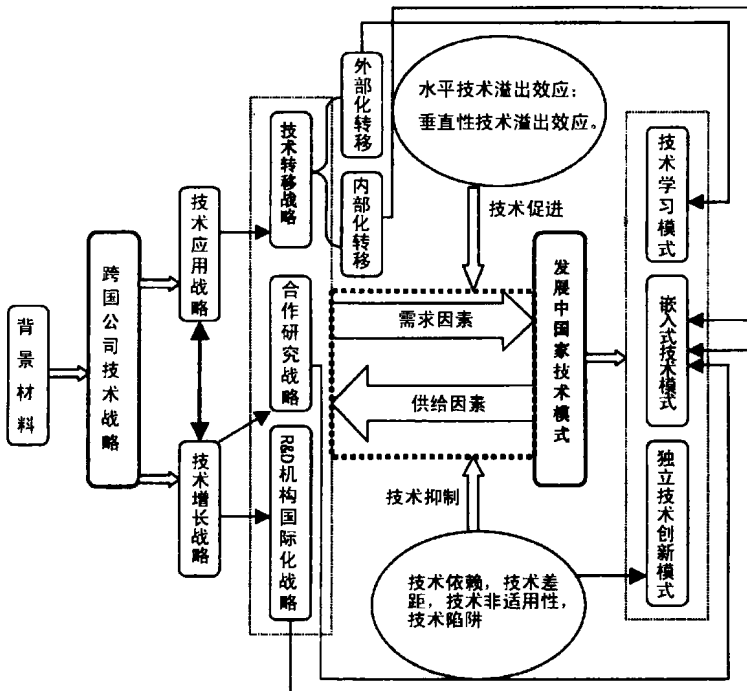 背景材料
跨国公司技术战略
技术应用战略
技术增长战略
技术转移战略
合作研究战略
R&D机构国际化战略
外部化转移
内部化转移
水平技术溢出效应；
垂直性技术溢出效应。
技术促进
需求因素
供给因素
技术抑制
技术依赖，技术差
距，技术非适用性，
技术陷阱
发展中国家技术模式
技术学习模式
嵌入式技术模式
独立技术创新模式